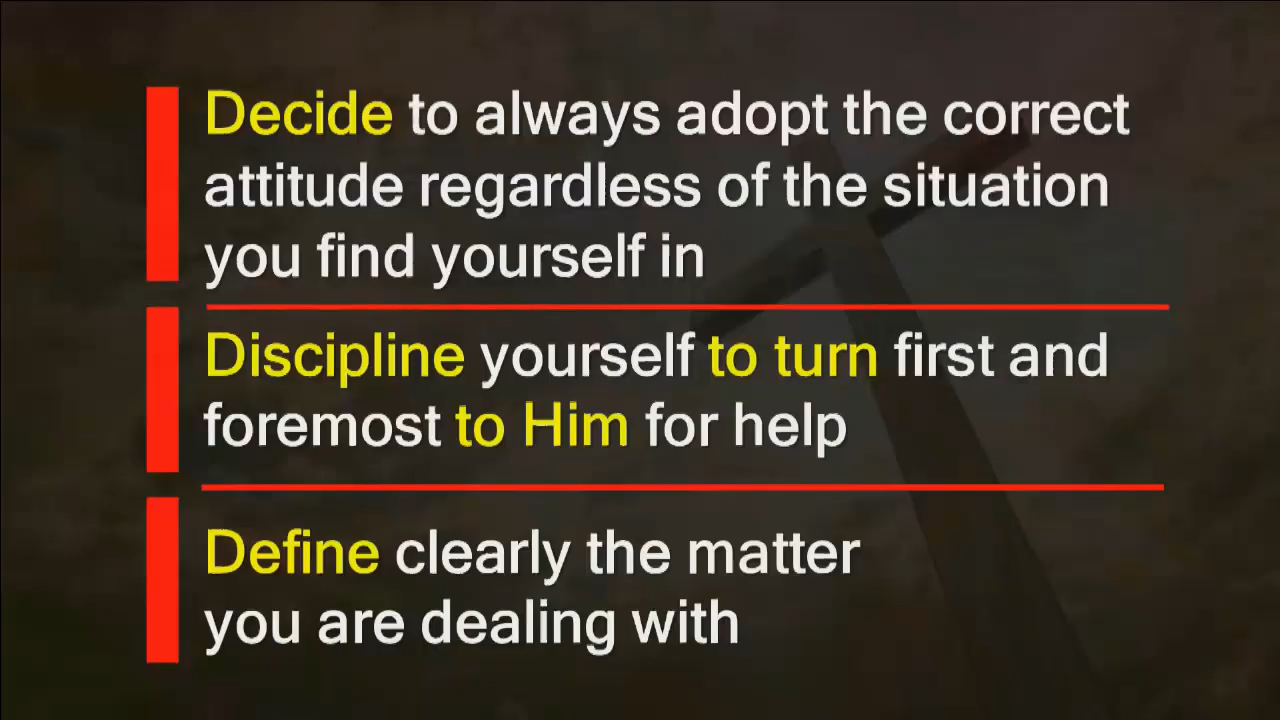 Decide to always adopt the correct
attitude regardless of the situation
you find yourself in
Discipline yourself to turn first and
foremost to Him for help
Define clearly the matter
you are dealing with